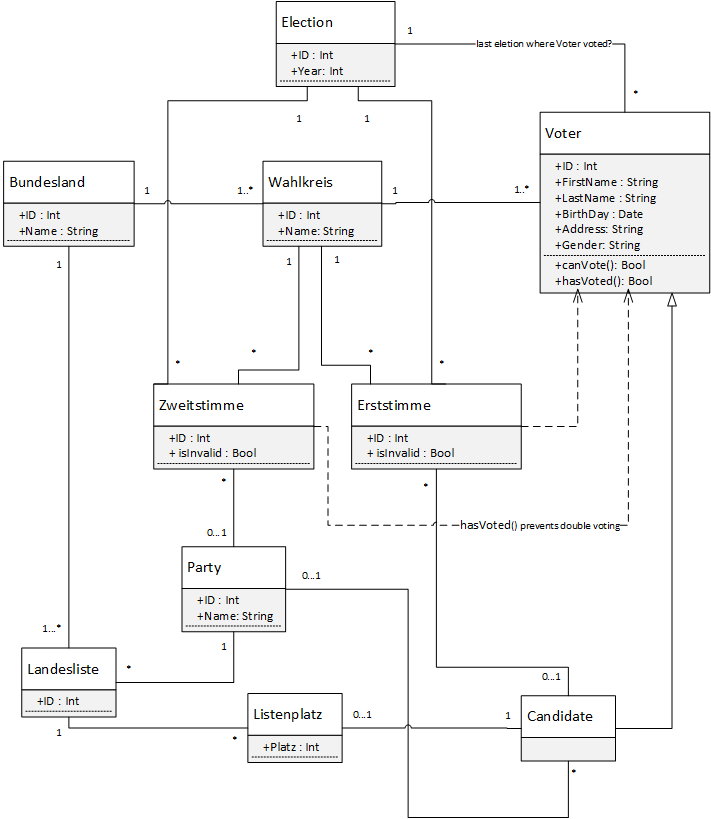 Election
+ID : Int
+Year: Int
1
last eletion where Voter voted?
*
1
1
Voter
+ID : Int
+FirstName : String
+LastName : String
+BirthDay : Date
+Address: String
+Gender: String
+canVote(): Bool
+hasVoted(): Bool
Bundesland
+ID : Int
+Name : String
1
1..*
Wahlkreis
+ID : Int
+Name: String
1
1..*
1
1
1
*
*
*
*
Zweitstimme
+ID : Int
+ isInvalid : Bool
Erststimme
+ID : Int
+ isInvalid : Bool
*
*
hasVoted() prevents double voting
0...1
Party
+ID : Int
+Name: String
0...1
1...*
1
Landesliste
+ID : Int
*
0...1
Listenplatz
+Platz : Int
0...1
1
Candidate
1
*
*